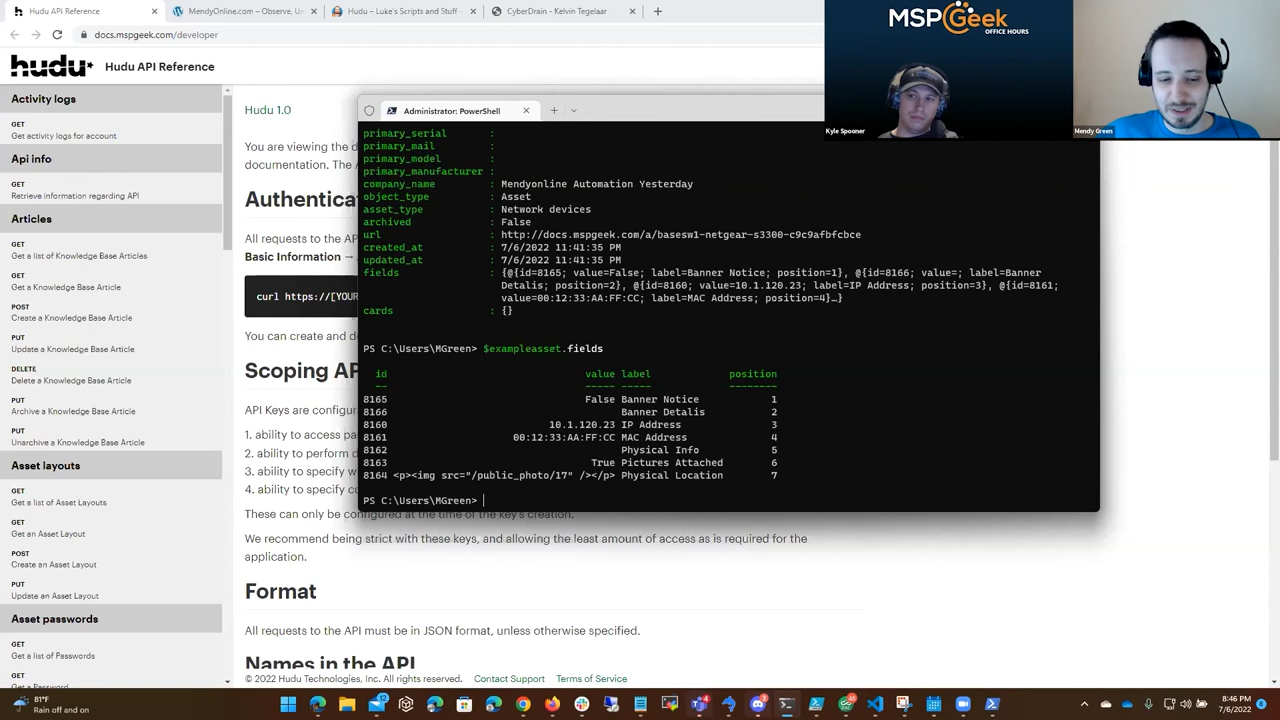 Hudu API Reference
MendyOnline.com – Observe, Un
Hudu – Luke's Scripts and Stuff –
CyberDrain - Kelvin Tegelaar
docs.mspgeek.com/developer
hudu
Hudu API Reference
MSPGeek
OFFICE HOURS
Kyle Spooner
Mendy Green
Activity logs
GET
Get activity logs for account
Api info
GET
Retrieve information regarding API
Articles
GET
Get a list of Knowledge Base Articles
GET
Get a Knowledge Base Article
POST
Create a Knowledge Base Article
PUT
Update a Knowledge Base Article
DELETE
Delete a Knowledge Base Article
PUT
Archive a Knowledge Base Article
PUT
Unarchive a Knowledge Base Article
Asset layouts
GET
Get a list of Asset Layouts
GET
Get an Asset Layout
POST
Create an Asset Layout
PUT
Update an Asset Layout
Asset passwords
GET
Get a list of Passwords
GET
Get a Password
Hudu 1.0
You are viewing the d
documentation. The A
Authentica
All requests to the AP
Basic Information →
curl https://[YOUR
You can create and de
Scoping AP
API Keys are configur
1. ability to access pas
2. ability to perform d
3. ability to specify w
4. ability to specify co
These can only be configured at the time of the key's creation.
We recommend being strict with these keys, and allowing the least amount of access as is required for the
application.
Format
All requests to the API must be in JSON format, unless otherwise specified.
Names in the API
© 2022 Hudu Technologies, Inc. All rights reserved. Contact Support Terms of Service
Administrator: PowerShell
primary_serial :
primary_mail :
primary_model :
primary_manufacturer :
company_name : Mendyonline Automation Yesterday
object_type : Asset
asset_type : Network devices
archived : False
url : http://docs.mspgeek.com/a/basesw1-netgear-s3300-c9c9afbfcbce
created_at : 7/6/2022 11:41:35 PM
updated_at : 7/6/2022 11:41:35 PM
fields : {@{id=8165; value=False; label=Banner Notice; position=1}, @{id=8166; value=; label=Banner
Detalis; position=2}, @{id=8160; value=10.1.120.23; label=IP Address; position=3}, @{id=8161;
value=00:12:33:AA:FF:CC; label=MAC Address; position=4}…}
cards : {}
PS C:\Users\MGreen> $exampleasset.fields
id value label position
-- ----- ----- --------
8165 False Banner Notice 1
8166 Banner Detalis 2
8160 10.1.120.23 IP Address 3
8161 00:12:33:AA:FF:CC MAC Address 4
8162 Physical Info 5
8163 True Pictures Attached 6
8164 <p><img src="/public_photo/17" /></p> Physical Location 7
PS C:\Users\MGreen>
81°F
Rain off and on
8:46 PM
7/6/2022